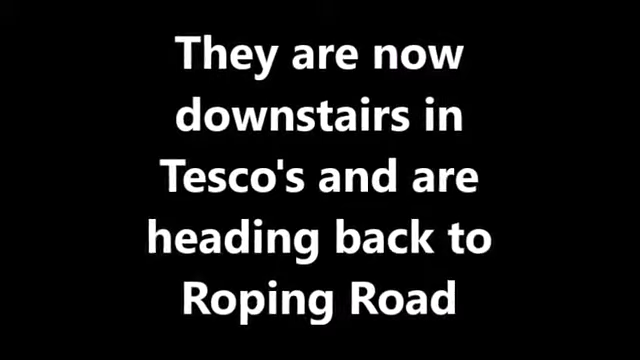 They are now
downstairs in
Tesco's and are
heading back to
Roping Road